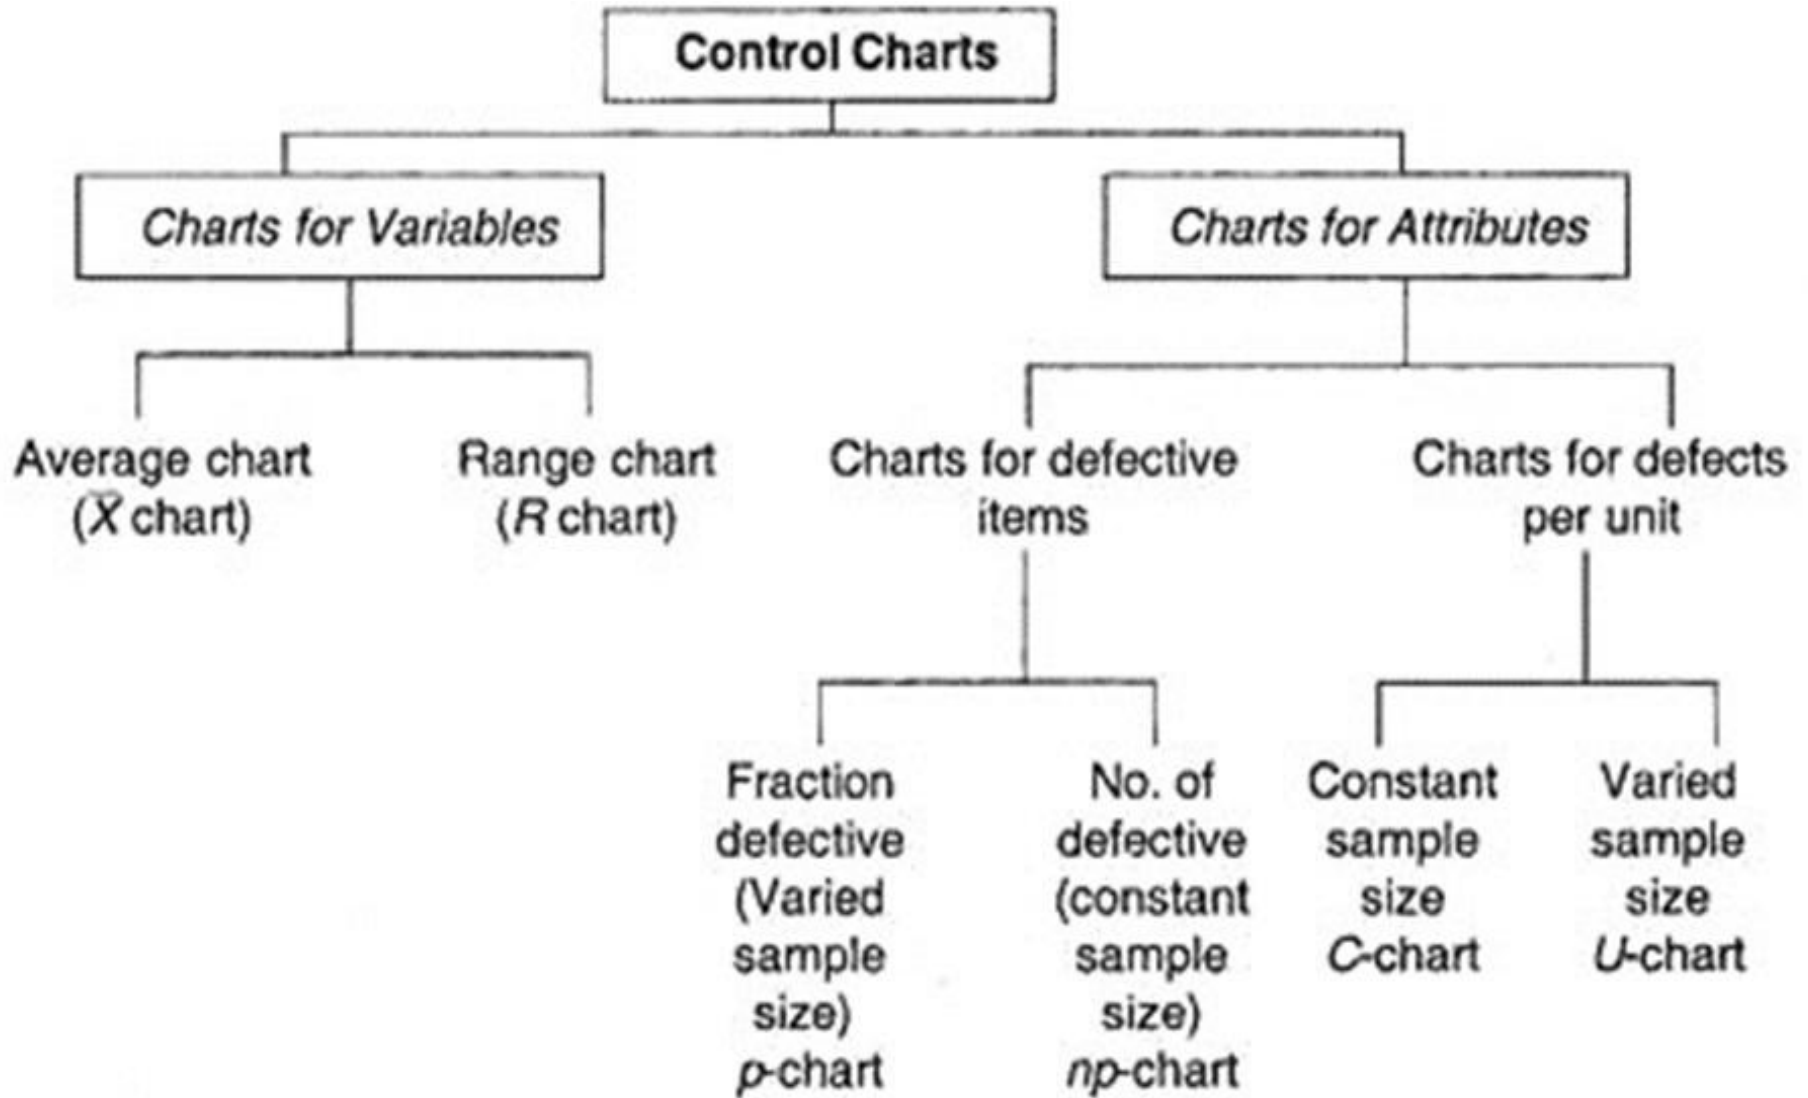 Control Charts
Charts for Variables
Charts for Attributes
Average chart
(X̄ chart)
Range chart
(R chart)
Charts for defective
items
Charts for defects
per unit
Fraction
defective
(Varied
sample
size)
p-chart
No. of
defective
(constant
sample
size)
np-chart
Constant
sample
size
C-chart
Varied
sample
size
U-chart